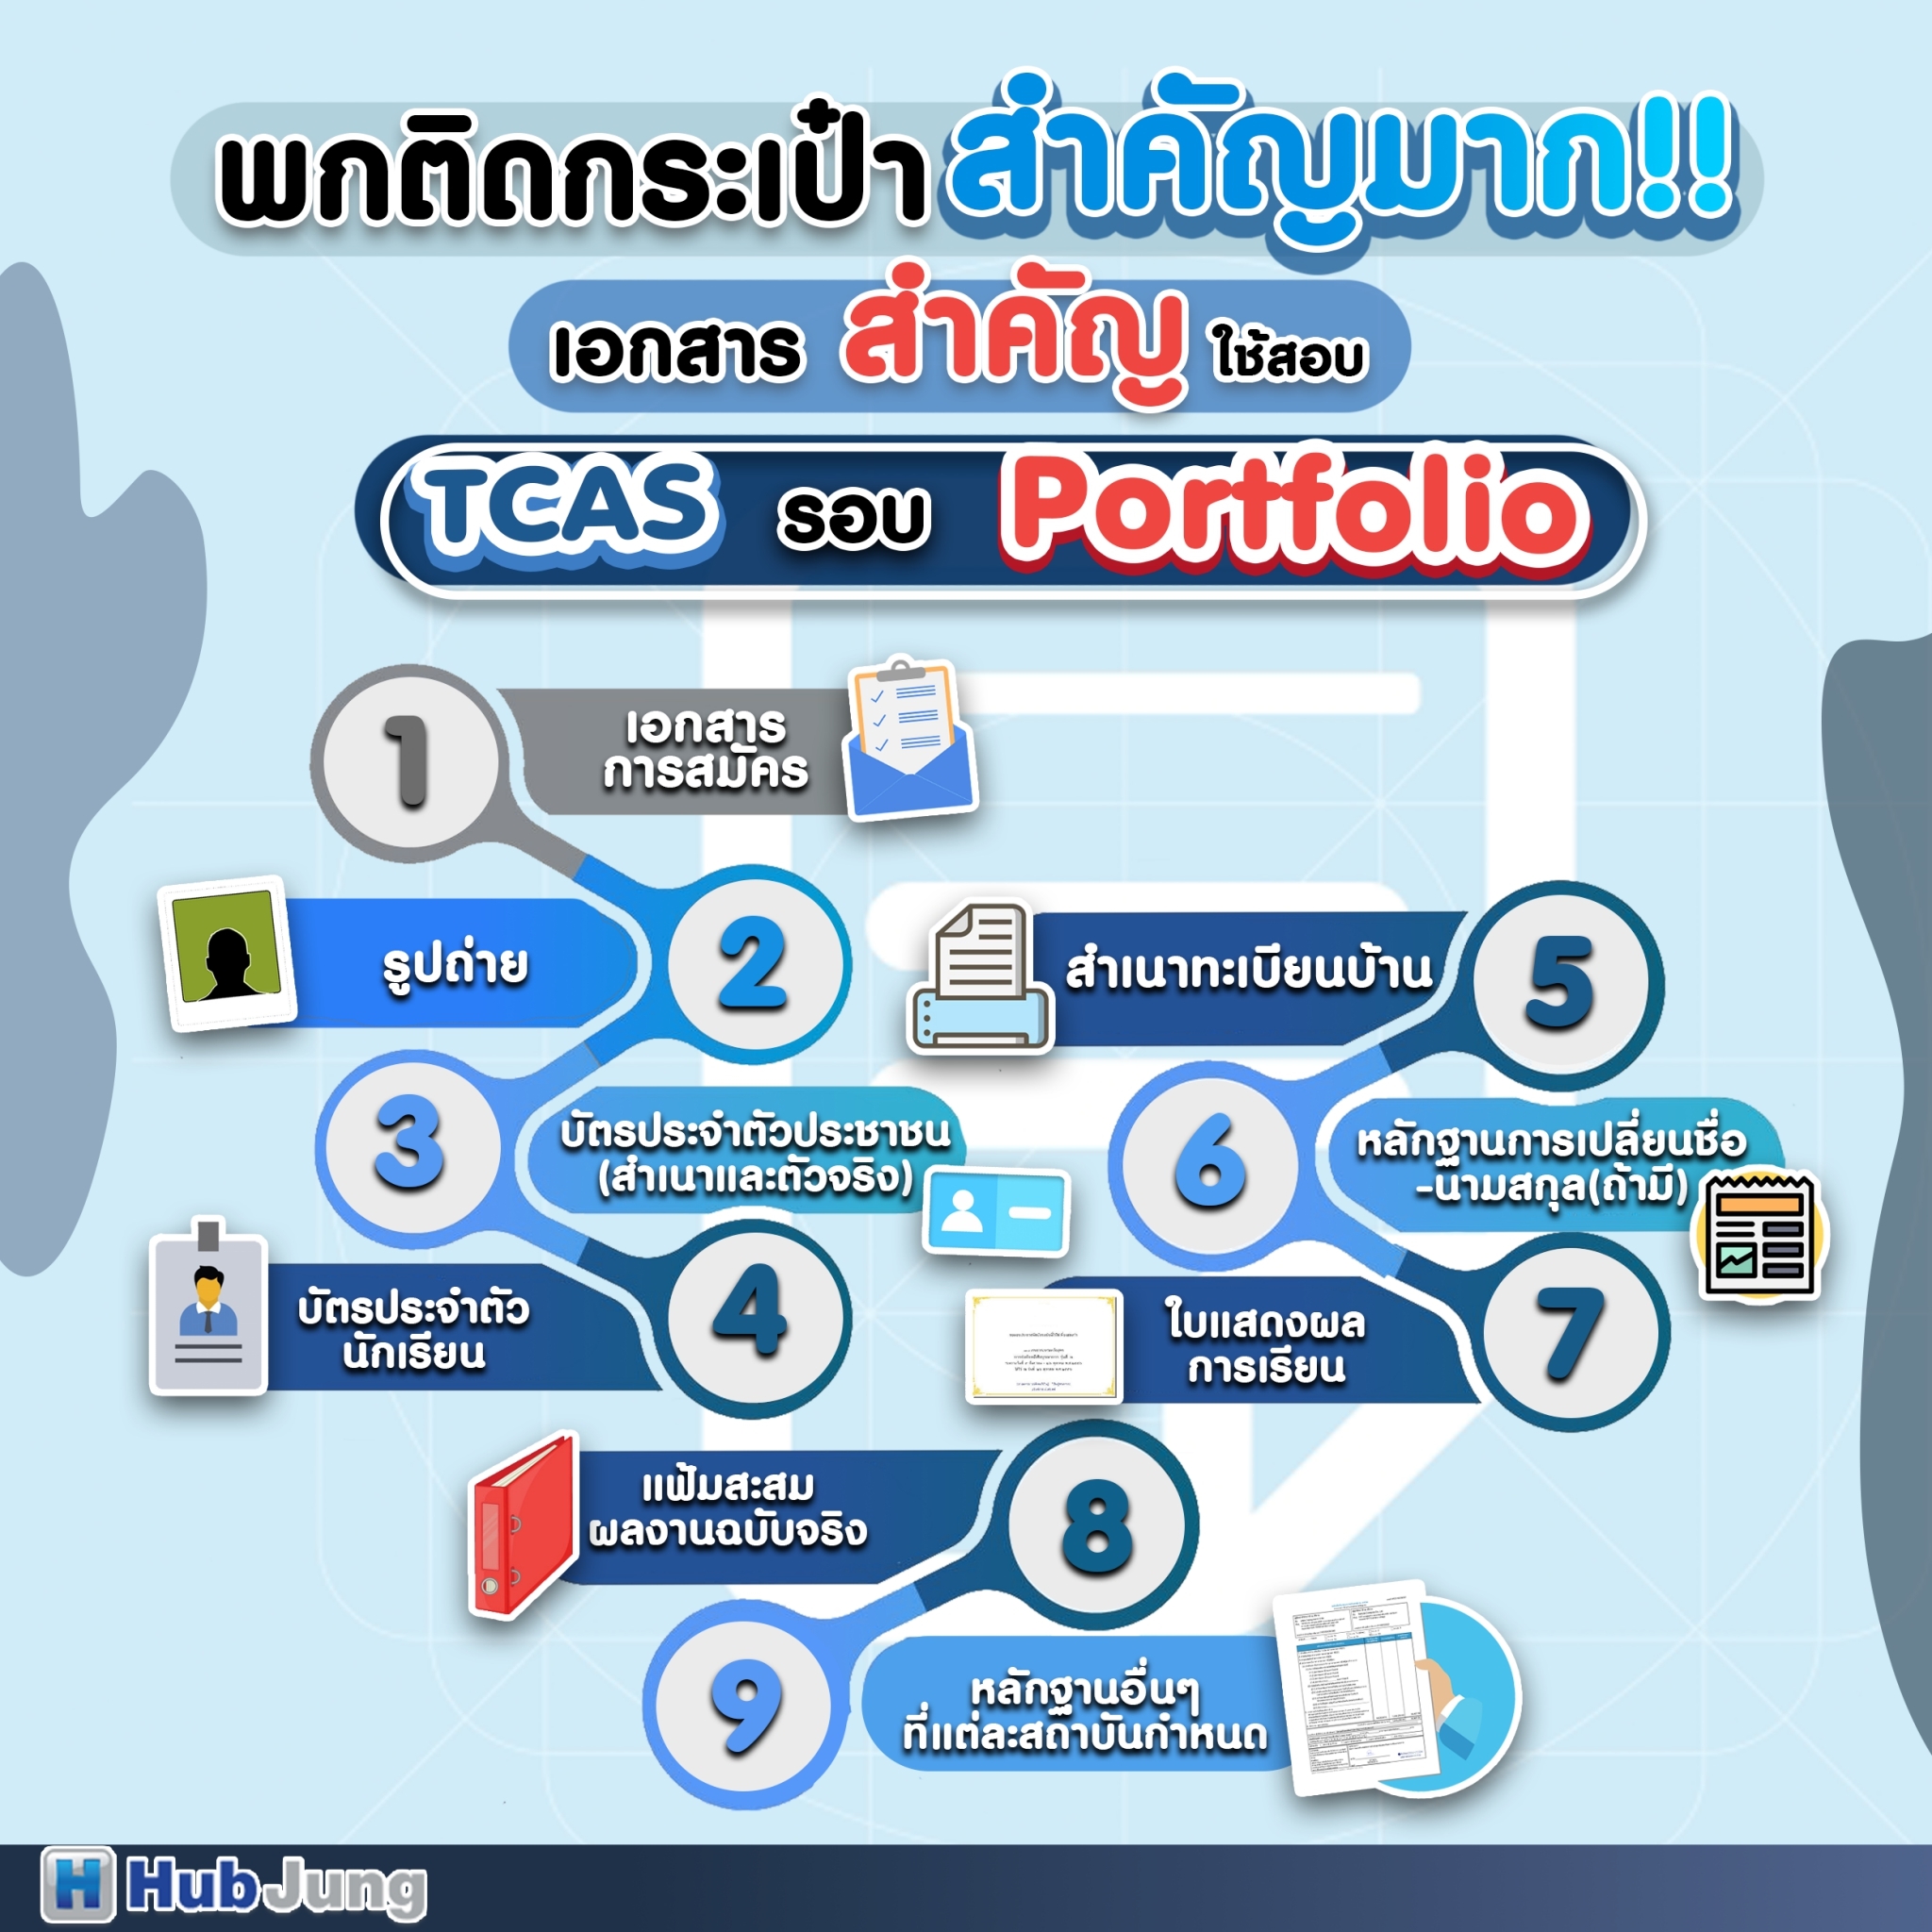 พกติดกระเป๋า สำคัญมาก!!
เอกสาร สำคัญ ใช้สอบ
TCAS รอบ Portfolio
1
เอกสาร
การสมัคร
2
รูปถ่าย
3
บัตรประจำตัวประชาชน
(สำเนาและตัวจริง)
4
บัตรประจำตัว
นักเรียน
5
สำเนาทะเบียนบ้าน
6
หลักฐานการเปลี่ยนชื่อ
-นามสกุล(ถ้ามี)
7
ใบแสดงผล
การเรียน
8
แฟ้มสะสม
ผลงานฉบับจริง
9
หลักฐานอื่นๆ
ที่แต่ละสถาบันกำหนด
H HubJung